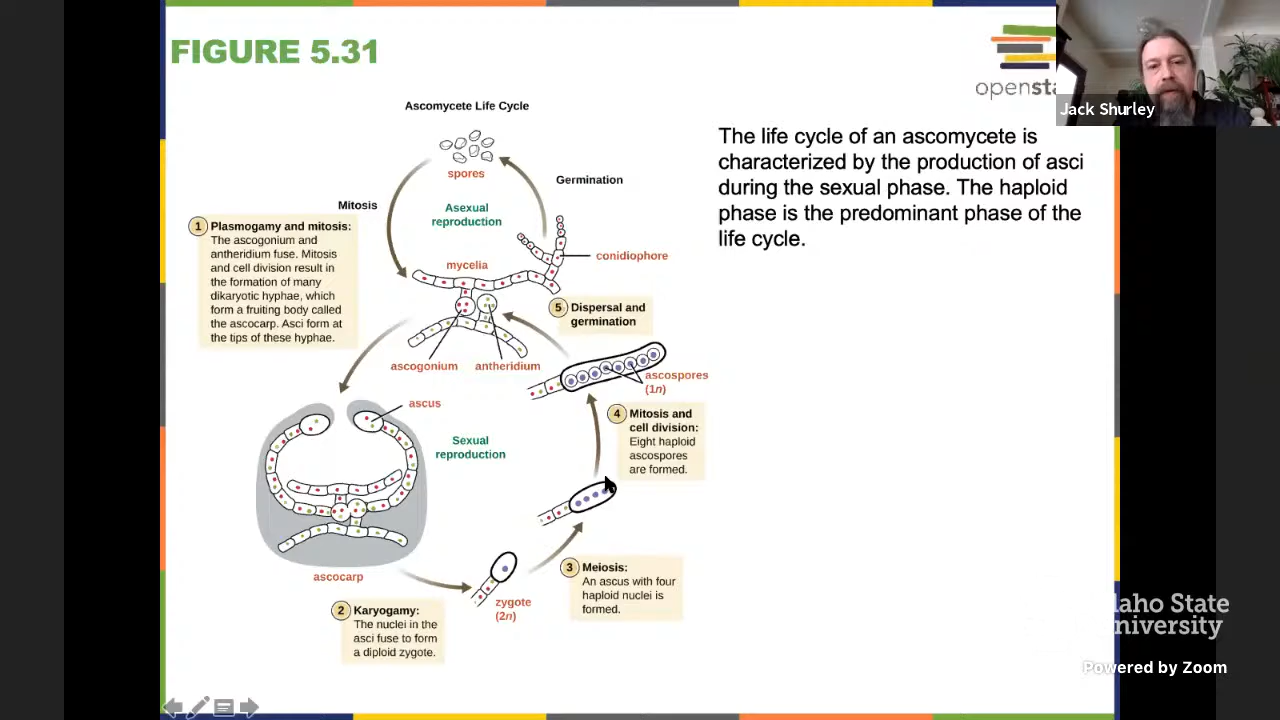 FIGURE 5.31
opensta
Jack Shurley
Ascomycete Life Cycle
spores
Germination
Mitosis
Asexual
reproduction
conidiophore
mycelia
1 Plasmogamy and mitosis:
The ascogonium and
antheridium fuse. Mitosis
and cell division result in
the formation of many
dikaryotic hyphae, which
form a fruiting body called
the ascocarp. Asci form at
the tips of these hyphae.
5 Dispersal and
germination
ascogonium
antheridium
ascospores
(1n)
ascus
4 Mitosis and
cell division:
Eight haploid
ascospores
are formed.
Sexual
reproduction
ascocarp
3 Meiosis:
An ascus with four
haploid nuclei is
formed.
zygote
(2n)
2 Karyogamy:
The nuclei in the
asci fuse to form
a diploid zygote.
The life cycle of an ascomycete is
characterized by the production of asci
during the sexual phase. The haploid
phase is the predominant phase of the
life cycle.
daho State
University
Powered by Zoom